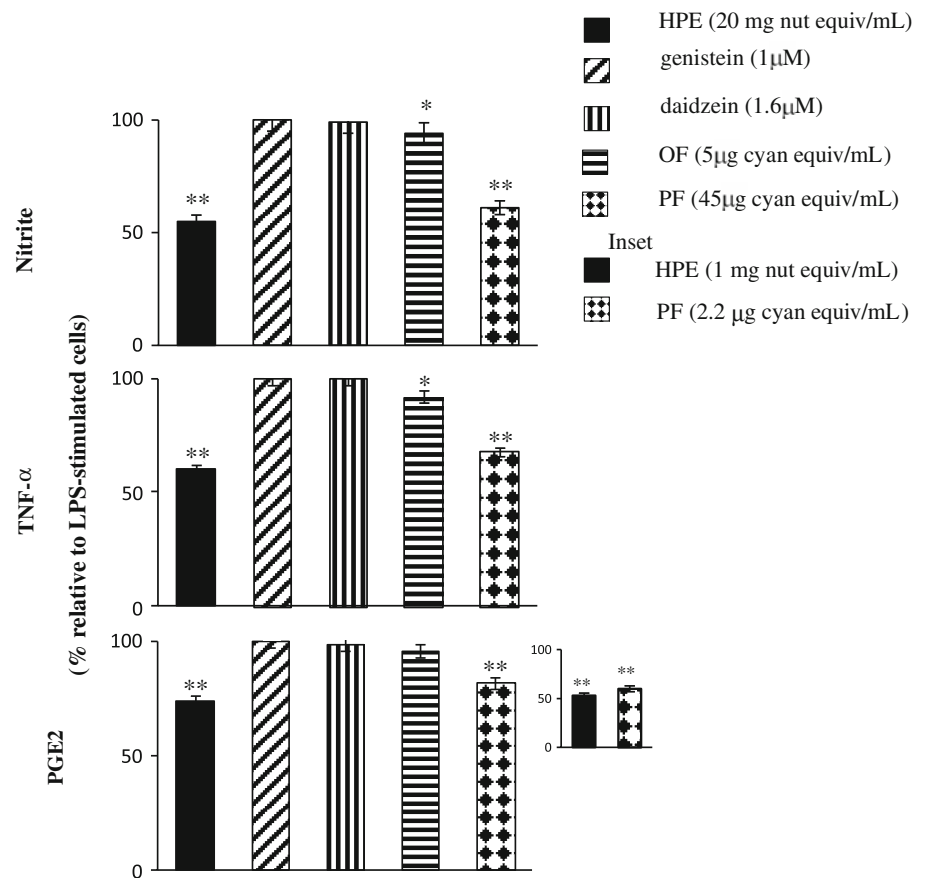 HPE (20 mg nut equiv/mL)
genistein (1µM)
daidzein (1.6µM)
OF (5µg cyan equiv/mL)
PF (45µg cyan equiv/mL)
Inset
HPE (1 mg nut equiv/mL)
PF (2.2 µg cyan equiv/mL)
Nitrite
100
50
0
**
*
**
TNF-α
(% relative to LPS-stimulated cells)
100
50
0
**
*
**
PGE2
100
50
0
**
**
100
50
0
**
**